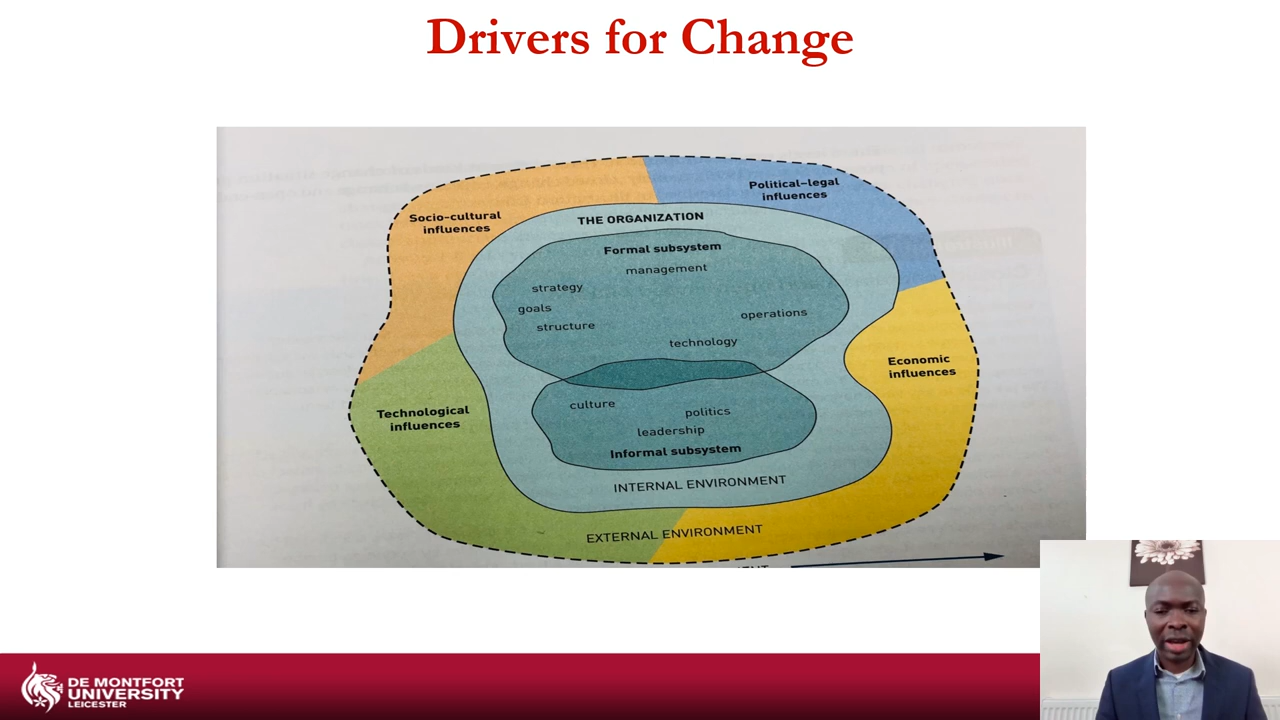 Drivers for Change
Socio-cultural
influences
Political-legal
influences
THE ORGANIZATION
Formal subsystem
management
strategy
goals
structure
operations
technology
Economic
influences
Technological
influences
culture
politics
leadership
Informal subsystem
INTERNAL ENVIRONMENT
EXTERNAL ENVIRONMENT
DE MONTFORT
UNIVERSITY
LEICESTER